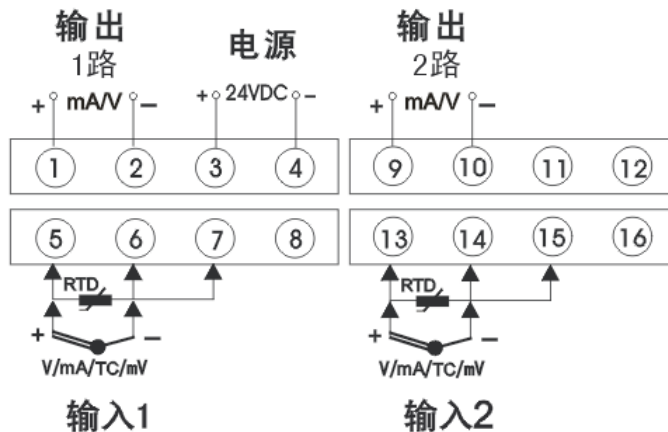 输出
1路
+ mA/V −
电源
+ 24VDC −
输出
2路
+ mA/V −
1 2 3 4
9 10 11 12
5 6 7 8
13 14 15 16
RTD
+ −
V/mA/TC/mV
输入1
RTD
+ −
V/mA/TC/mV
输入2